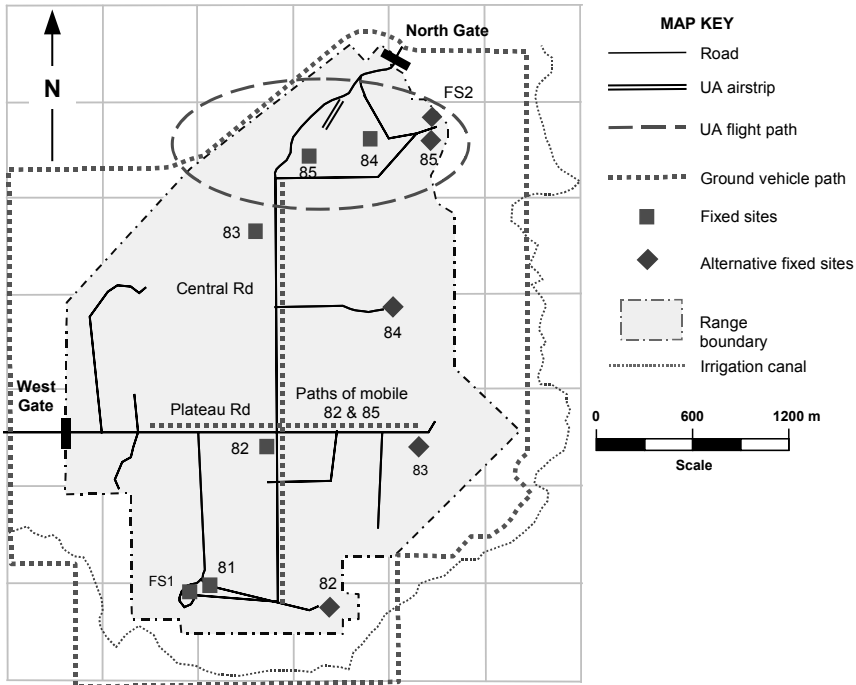 North Gate
N
FS2
85
84
85
83
Central Rd
84
West
Gate
Plateau Rd
Paths of mobile
82 & 85
82
83
FS1
81
82
MAP KEY
Road
UA airstrip
UA flight path
Ground vehicle path
Fixed sites
Alternative fixed sites
Range
boundary
Irrigation canal
0 600 1200 m
Scale